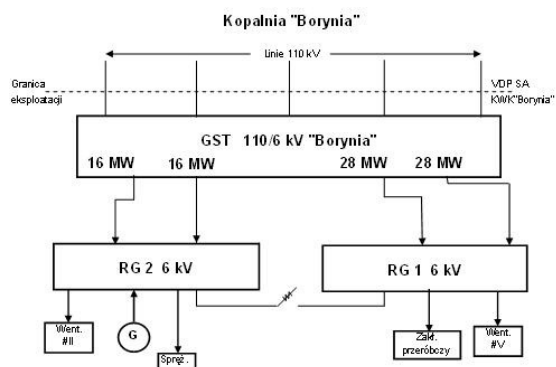 Kopalnia "Borynia"
Linie 110 kV
Granica
eksploatacji
VDP SA
KWK"Borynia"
GST 110/6 kV "Borynia"
16 MW
16 MW
28 MW
28 MW
RG 2 6 kV
RG 1 6 kV
Went.
#II
G
Spręż.
Zakł.
przeróbczy
Went.
#V